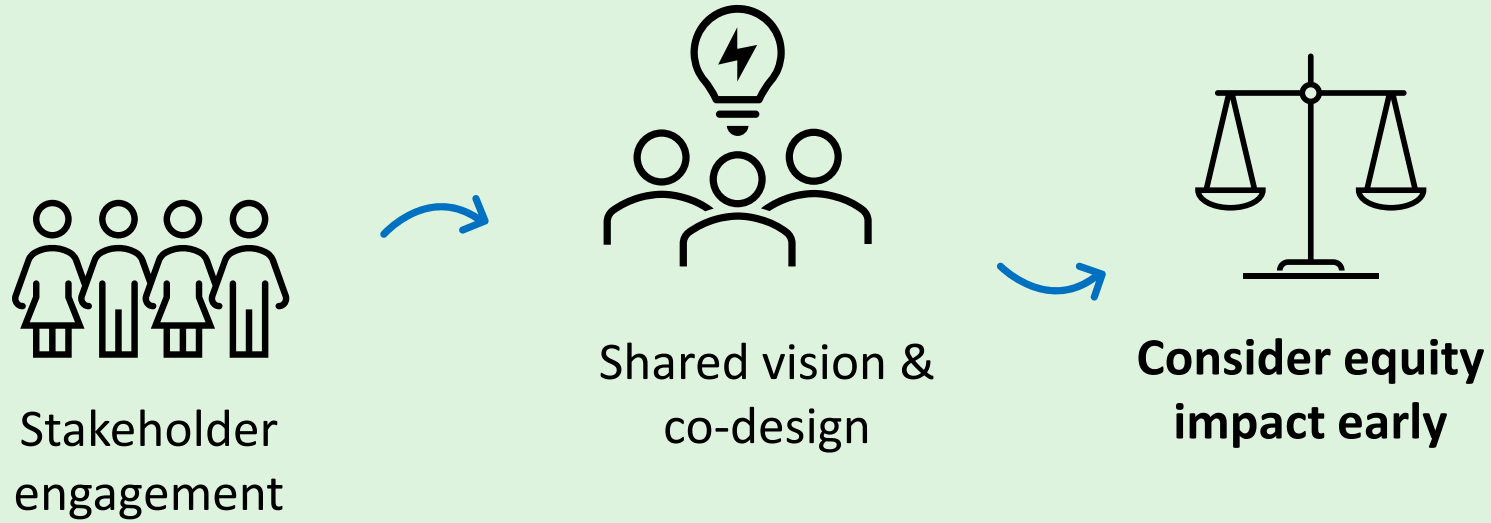 Stakeholder
engagement
Shared vision &
co-design
Consider equity
impact early